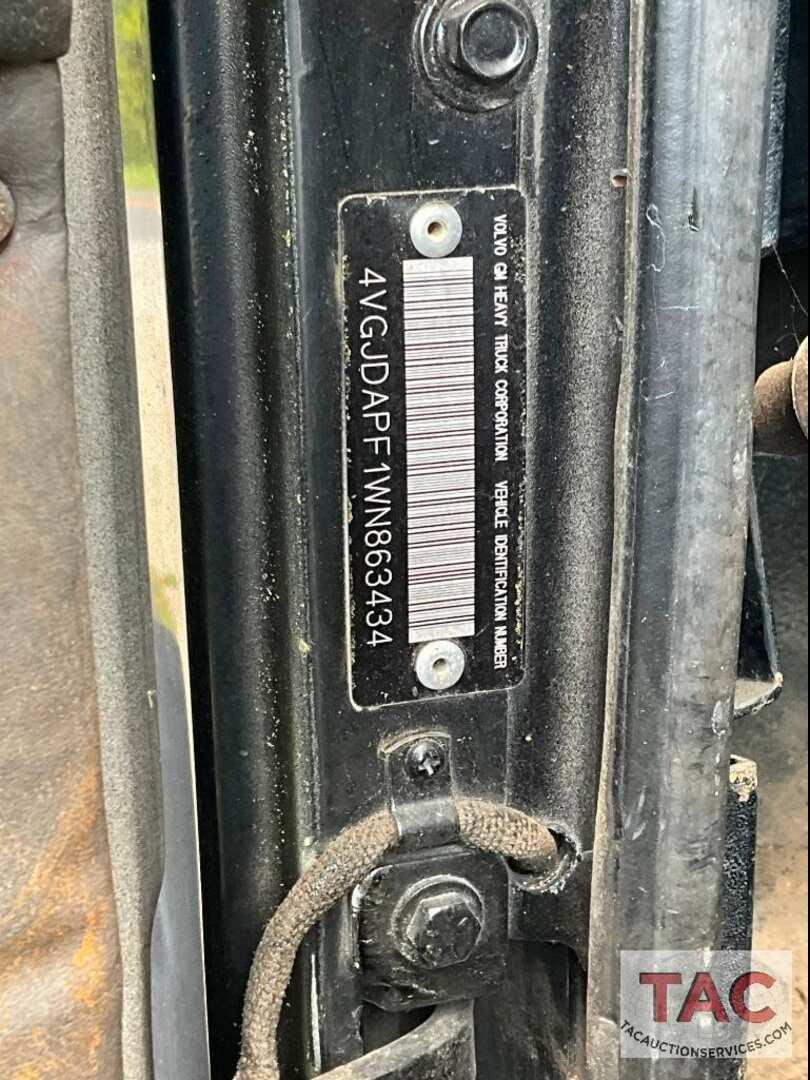 VOLVO GM HEAVY TRUCK CORPORATION VEHICLE IDENTIFICATION NUMBER
4VGJDAPF1WN863434
TAC
TACAUCTIONSERVICES.COM